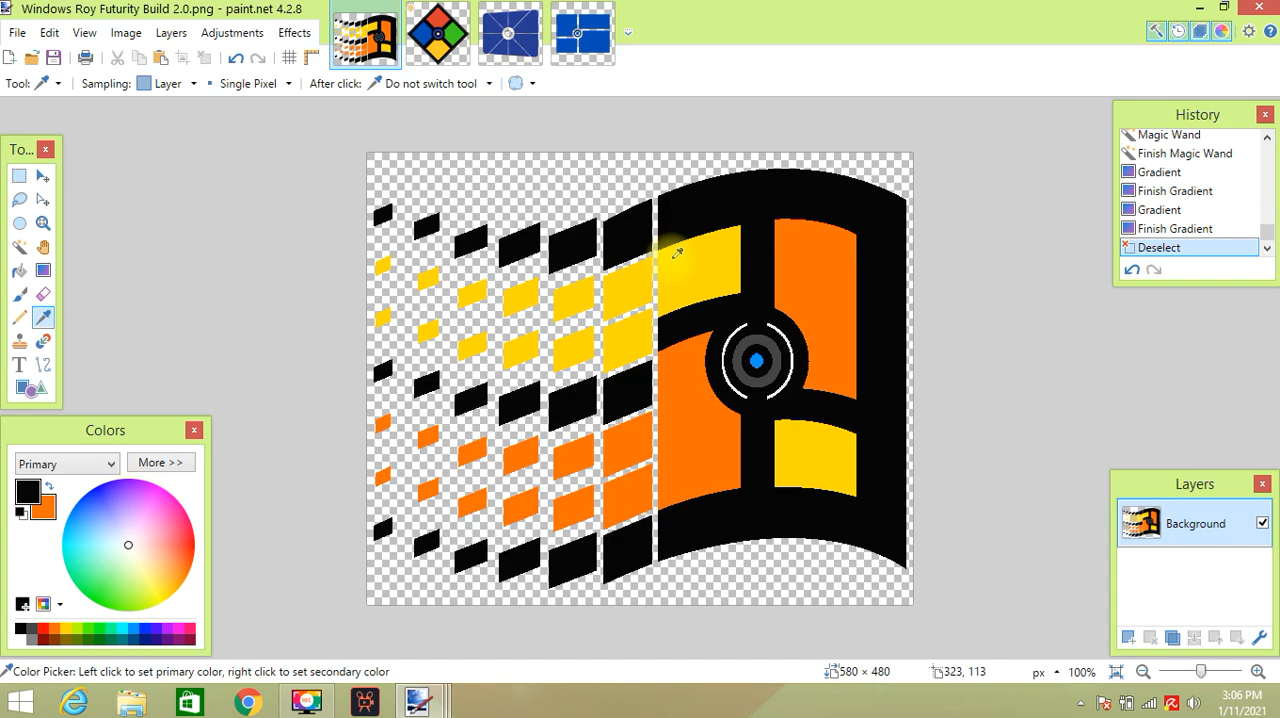 Windows Roy Futurity Build 2.0.png - paint.net 4.2.8
File Edit View Image Layers Adjustments Effects
Tool: Sampling: Layer Single Pixel After click: Do not switch tool
To...
History
Magic Wand
Finish Magic Wand
Gradient
Finish Gradient
Gradient
Finish Gradient
Deselect
Colors
Primary More >>
Layers
Background
Color Picker: Left click to set primary color, right click to set secondary color 580 × 480 323, 113 px 100%
REC
3:06 PM
1/11/2021